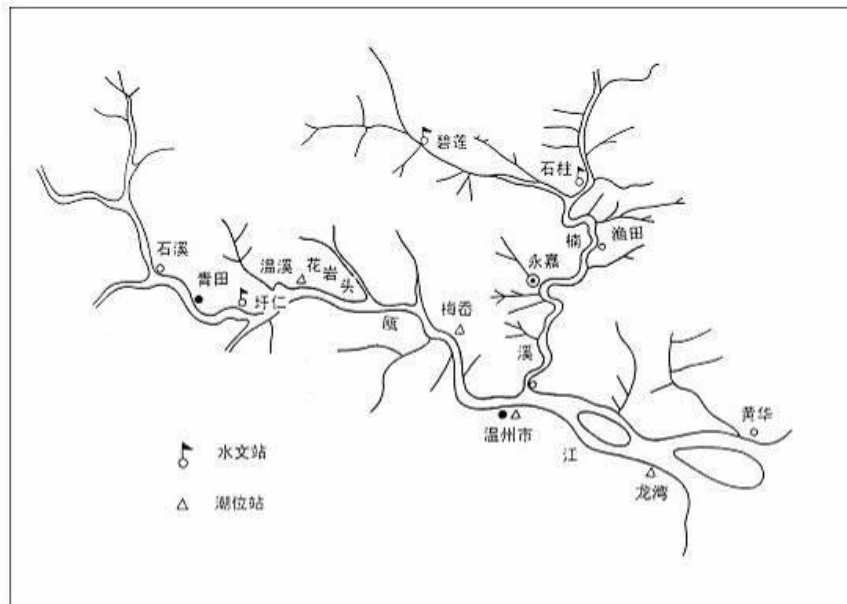 碧莲
石柱
楠
渔田
石溪
青田
温溪
花岩头
圩仁
永嘉
瓯
梅岙
溪
黄华
温州市
江
龙湾
水文站
潮位站